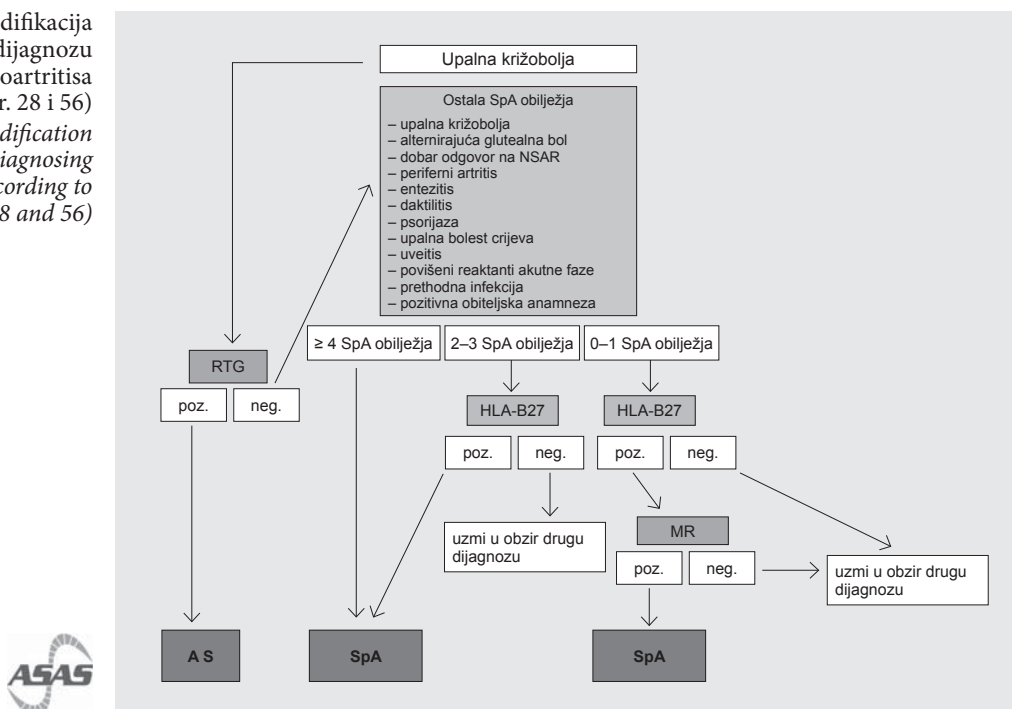 difikacija
dijagnozu
oartritisa
r. 28 i 56)
dification
iagnosing
cording to
8 and 56)
Upalna križobolja
Ostala SpA obilježja
– upalna križobolja
– alternirajuća glutealna bol
– dobar odgovor na NSAR
– periferni artritis
– entezitis
– daktilitis
– psorijaza
– upalna bolest crijeva
– uveitis
– povišeni reaktanti akutne faze
– prethodna infekcija
– pozitivna obiteljska anamneza
≥ 4 SpA obilježja
2–3 SpA obilježja
0–1 SpA obilježja
RTG
poz.
neg.
HLA-B27
HLA-B27
poz.
neg.
poz.
neg.
uzmi u obzir drugu
dijagnozu
MR
poz.
neg.
uzmi u obzir drugu
dijagnozu
A S
SpA
SpA
ASAS